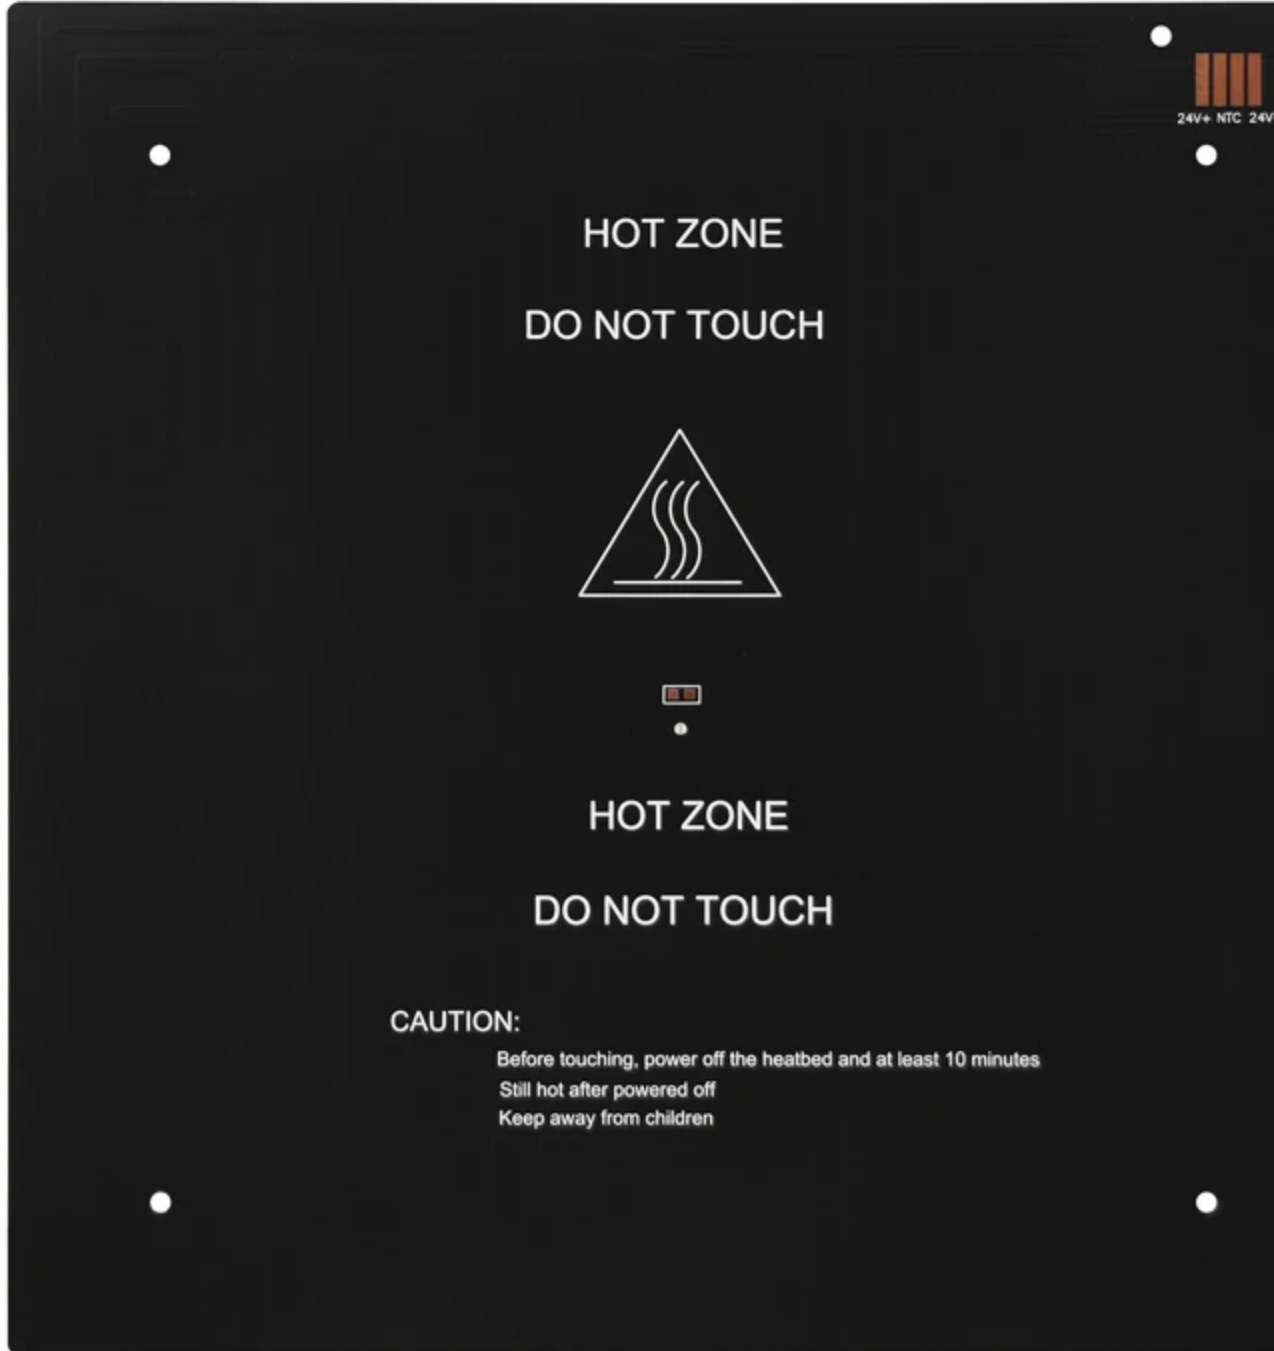 24V+ NTC 24V
HOT ZONE
DO NOT TOUCH
HOT ZONE
DO NOT TOUCH
CAUTION:
Before touching, power off the heatbed and at least 10 minutes
Still hot after powered off
Keep away from children